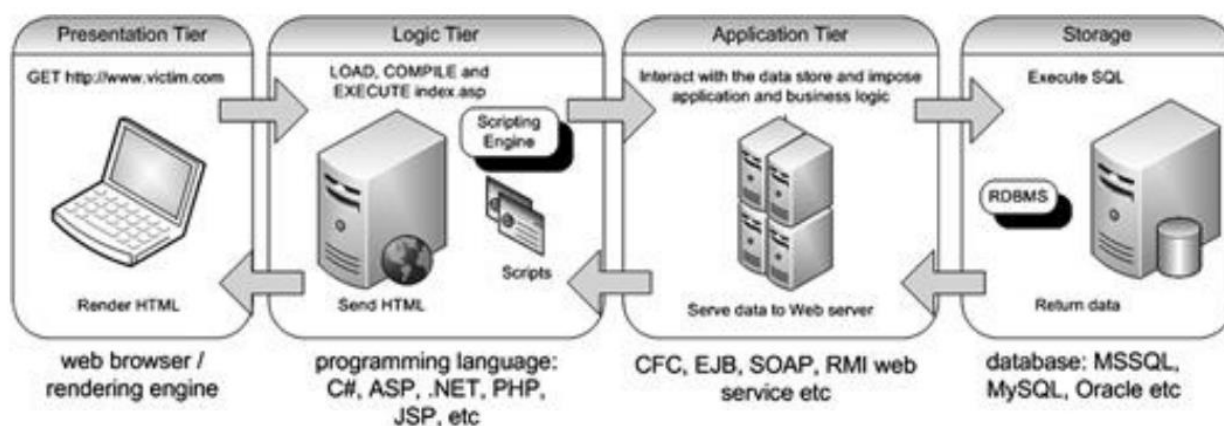 Presentation Tier
GET http://www.victim.com
Render HTML
web browser /
rendering engine
Logic Tier
LOAD, COMPILE and
EXECUTE index.asp
Scripting
Engine
Scripts
Send HTML
programming language:
C#, ASP, .NET, PHP,
JSP, etc
Application Tier
Interact with the data store and impose
application and business logic
Serve data to Web server
CFC, EJB, SOAP, RMI web
service etc
Storage
Execute SQL
RDBMS
Return data
database: MSSQL,
MySQL, Oracle etc